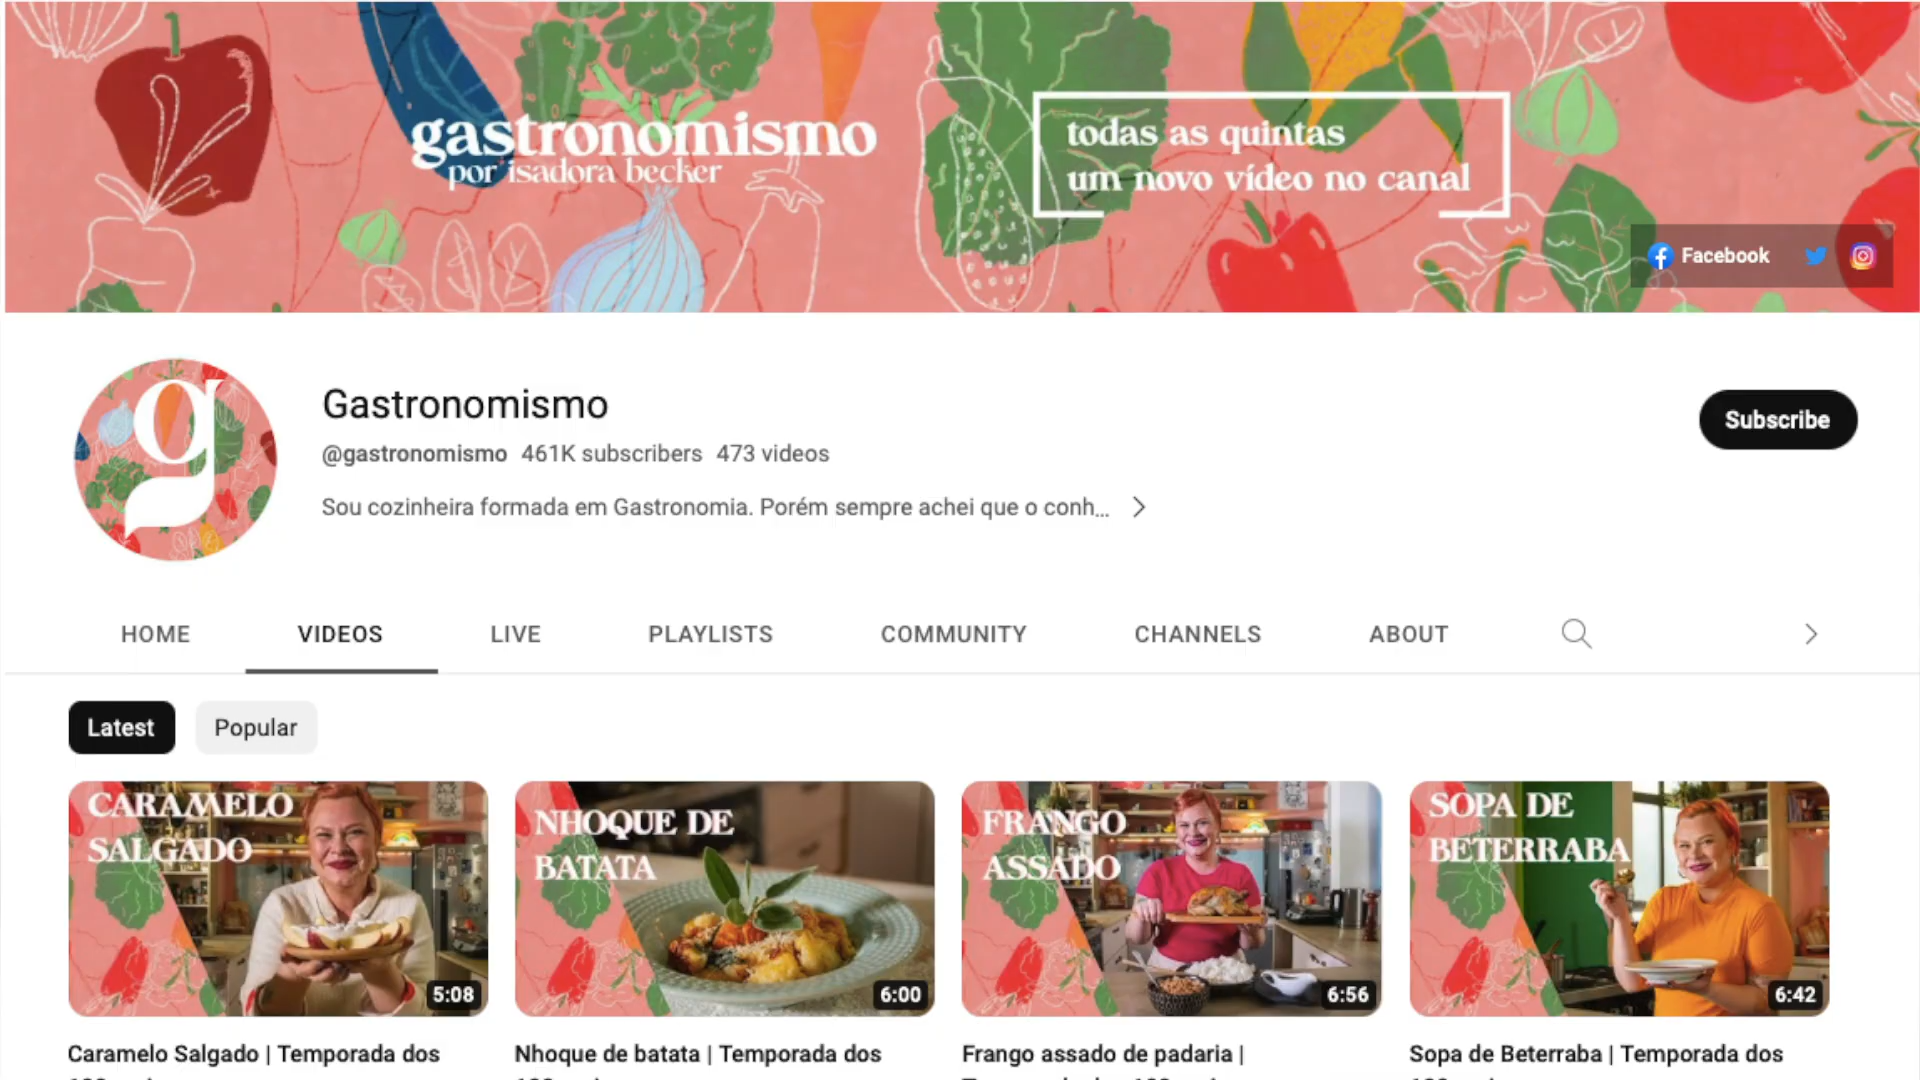 gastronomismo
por isadora becker
todas as quintas
um novo vídeo no canal
Facebook
g
Gastronomismo
Subscribe
@gastronomismo 461K subscribers 473 videos
Sou cozinheira formada em Gastronomia. Porém sempre achei que o conh...
HOME VIDEOS LIVE PLAYLISTS COMMUNITY CHANNELS ABOUT
Latest Popular
CARAMELO
SALGADO
5:08
NHOQUE DE
BATATA
6:00
FRANGO
ASSADO
6:56
SOPA DE
BETERRABA
6:42
Caramelo Salgado | Temporada dos
Nhoque de batata | Temporada dos
Frango assado de padaria |
Sopa de Beterraba | Temporada dos